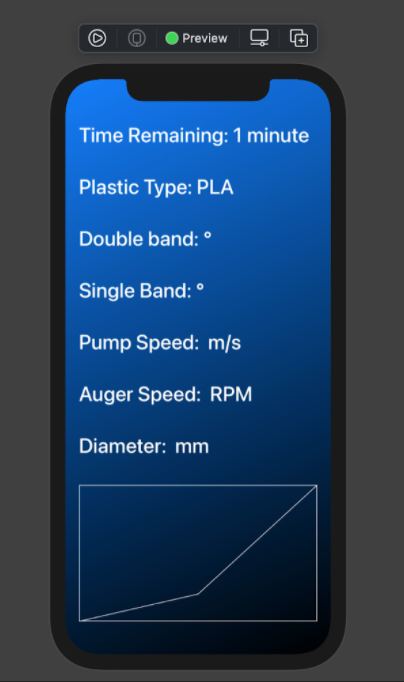 Preview
Time Remaining: 1 minute
Plastic Type: PLA
Double band: °
Single Band: °
Pump Speed:  m/s
Auger Speed:  RPM
Diameter:  mm